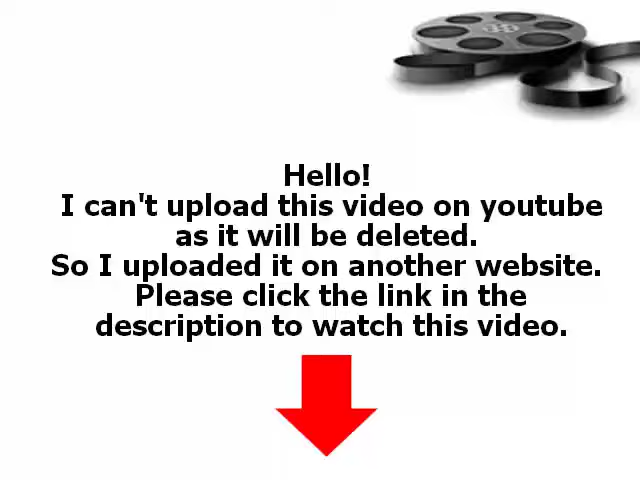 Hello!
I can't upload this video on youtube
as it will be deleted.
So I uploaded it on another website.
Please click the link in the
description to watch this video.